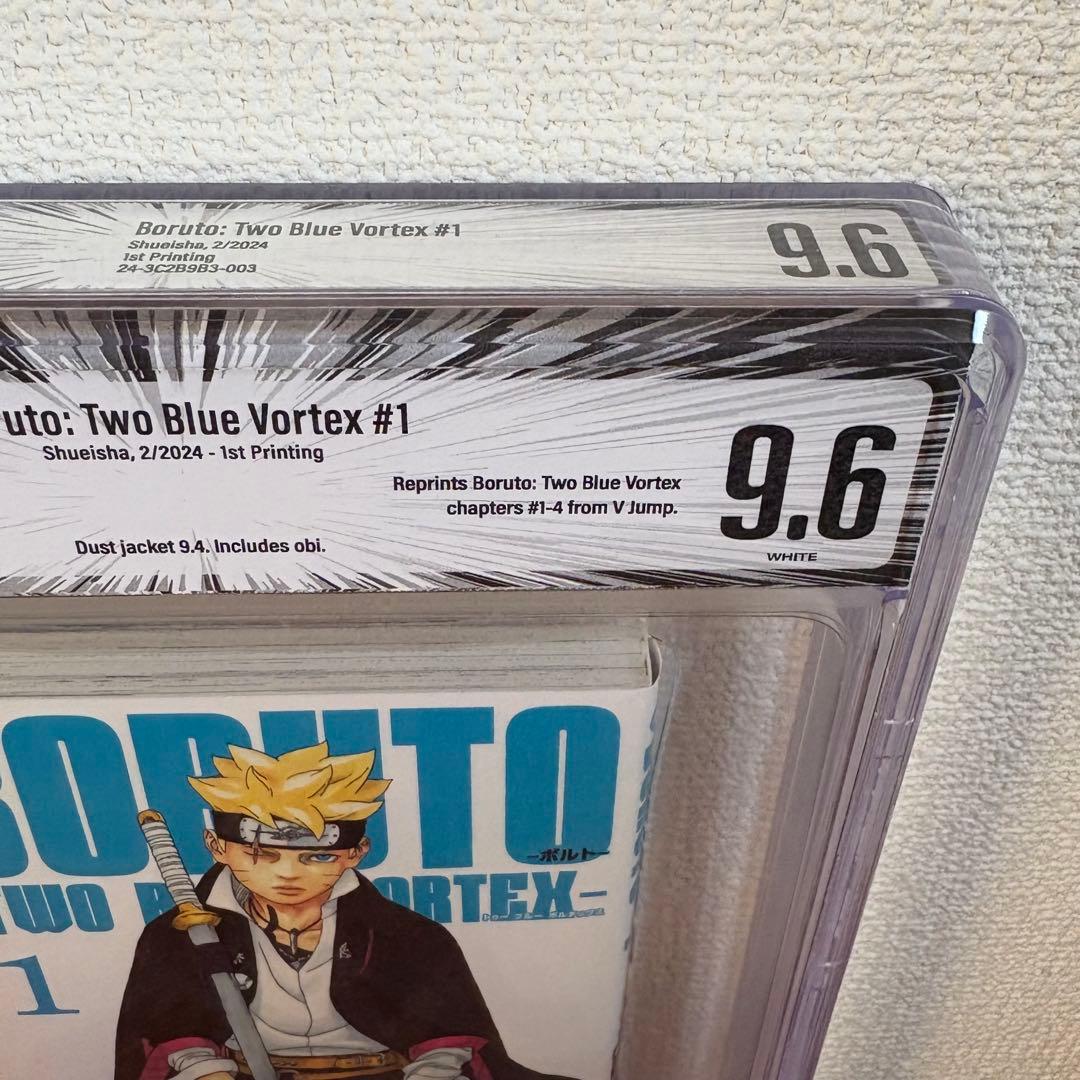 Boruto: Two Blue Vortex #1
Shueisha, 2/2024
1st Printing
24-3C2B9B3-003
9.6
uto: Two Blue Vortex #1
Shueisha, 2/2024 - 1st Printing
Reprints Boruto: Two Blue Vortex
chapters #1-4 from V Jump.
Dust jacket 9.4. Includes obi.
9.6
WHITE
BORUTO
-ボルト-
TWO B ORTEX-
1